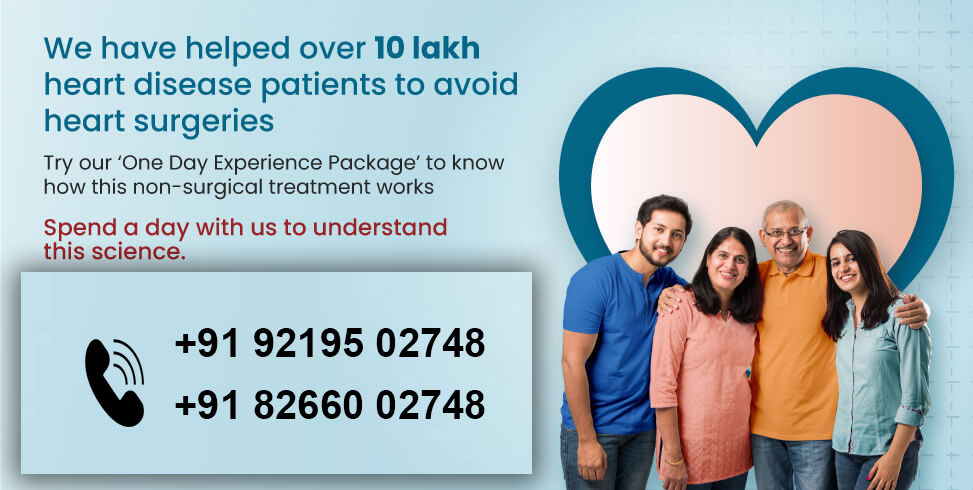 We have helped over 10 lakh
heart disease patients to avoid
heart surgeries
Try our ‘One Day Experience Package’ to know
how this non-surgical treatment works
Spend a day with us to understand
this science.
+91 92195 02748
+91 82660 02748